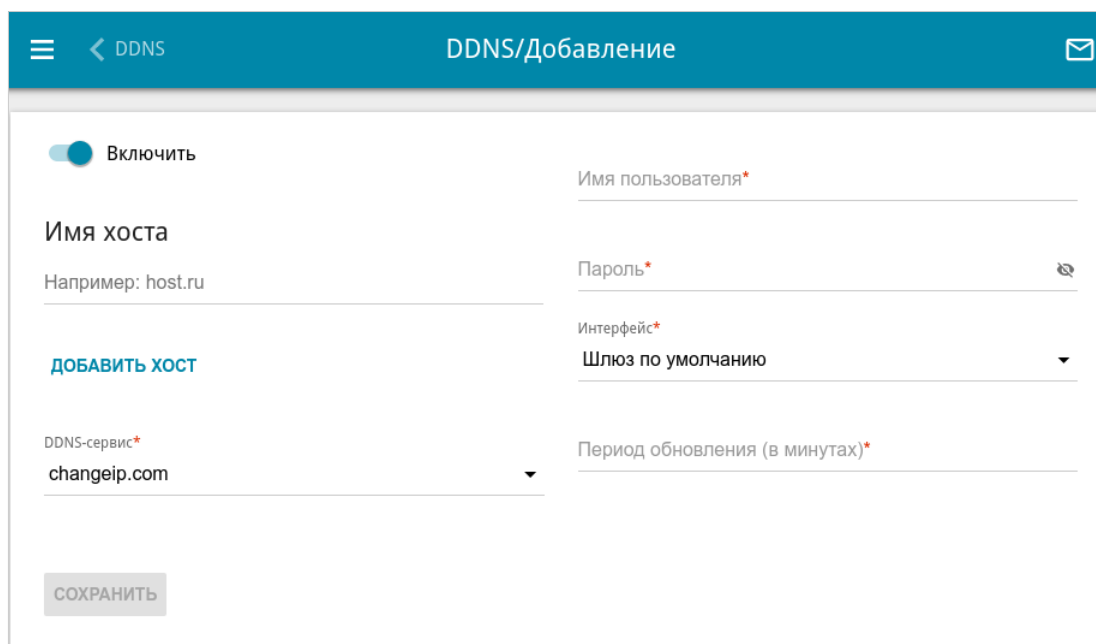 DDNS
DDNS/Добавление
Включить
Имя хоста
Например: host.ru
ДОБАВИТЬ ХОСТ
DDNS-сервис*
changeip.com
Имя пользователя*
Пароль*
Интерфейс*
Шлюз по умолчанию
Период обновления (в минутах)*
СОХРАНИТЬ